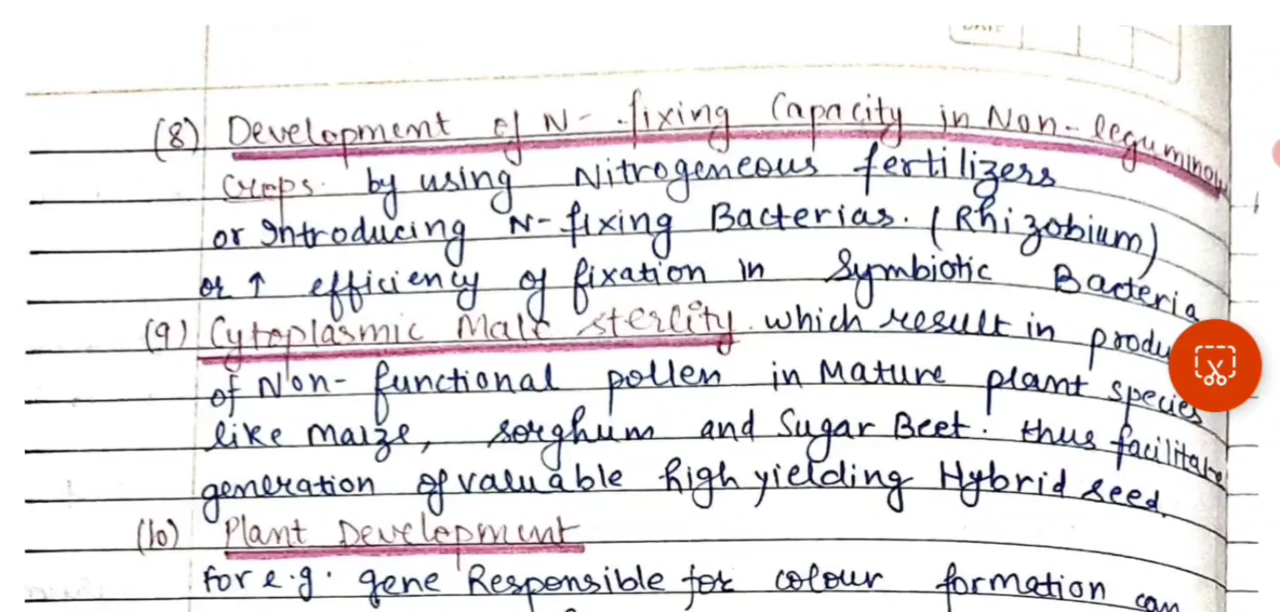 DATE
(8) Development of N- fixing Capacity in Non-leguminou
Crops. by using Nitrogeneous fertilizers
or Introducing N-fixing Bacterias. (Rhizobium)
or ↑ efficiency of fixation in Symbiotic Bacteria
(9) Cytoplasmic Male sterlity. which result in produ
of Non-functional pollen in Mature plant species
like Maize, sorghum and Sugar Beet. thus facilitate
generation of valuable high yielding Hybrid seed.
(10) Plant Development
For e.g. gene Responsible for colour formation can